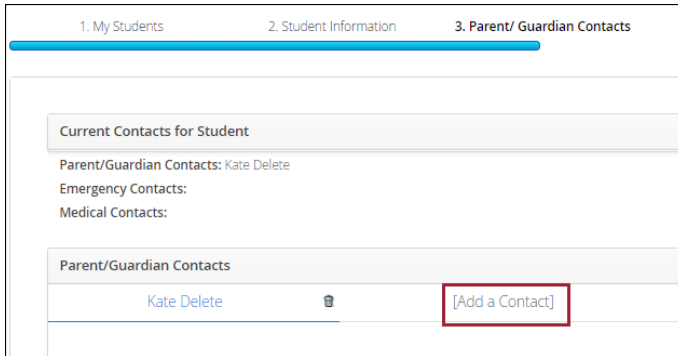 1. My Students 2. Student Information 3. Parent/ Guardian Contacts
Current Contacts for Student
Parent/Guardian Contacts: Kate Delete
Emergency Contacts:
Medical Contacts:
Parent/Guardian Contacts
Kate Delete [Add a Contact]